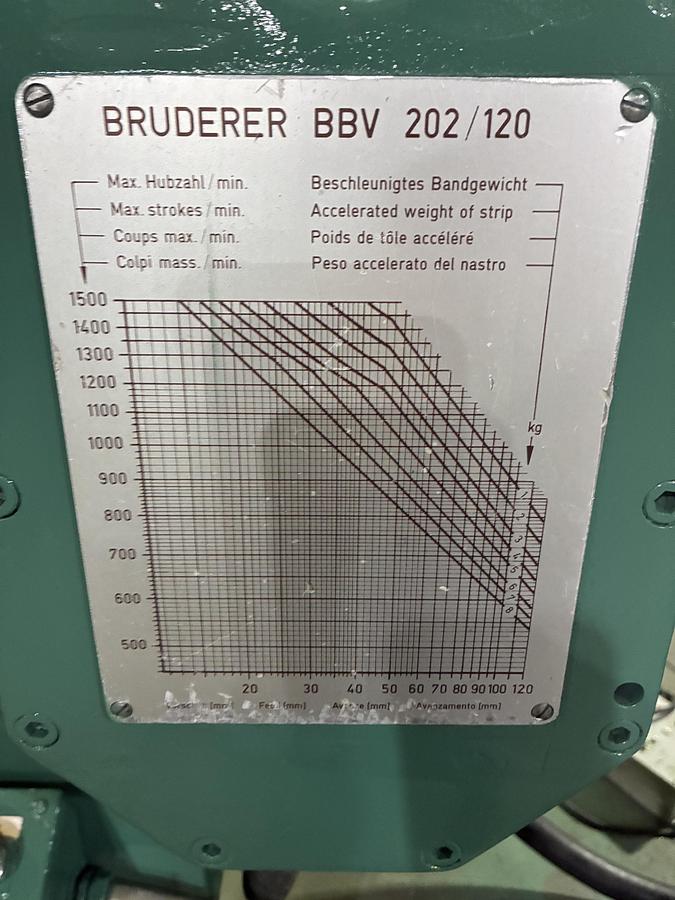 BRUDERER BBV 202/120
Max. Hubzahl/min. Beschleunigtes Bandgewicht
Max. strokes/min. Accelerated weight of strip
Coups max./min. Poids de tôle accéléré
Colpi mass./min. Peso accelerato del nastro
1500
1400
1300
1200
1100
kg
1000
900
1
800
2
3
700
4
5
6
600
7
8
500
20 30 40 50 60 70 80 90 100 120
[mm] Feed [mm] Avance [mm] Avanzamento [mm]